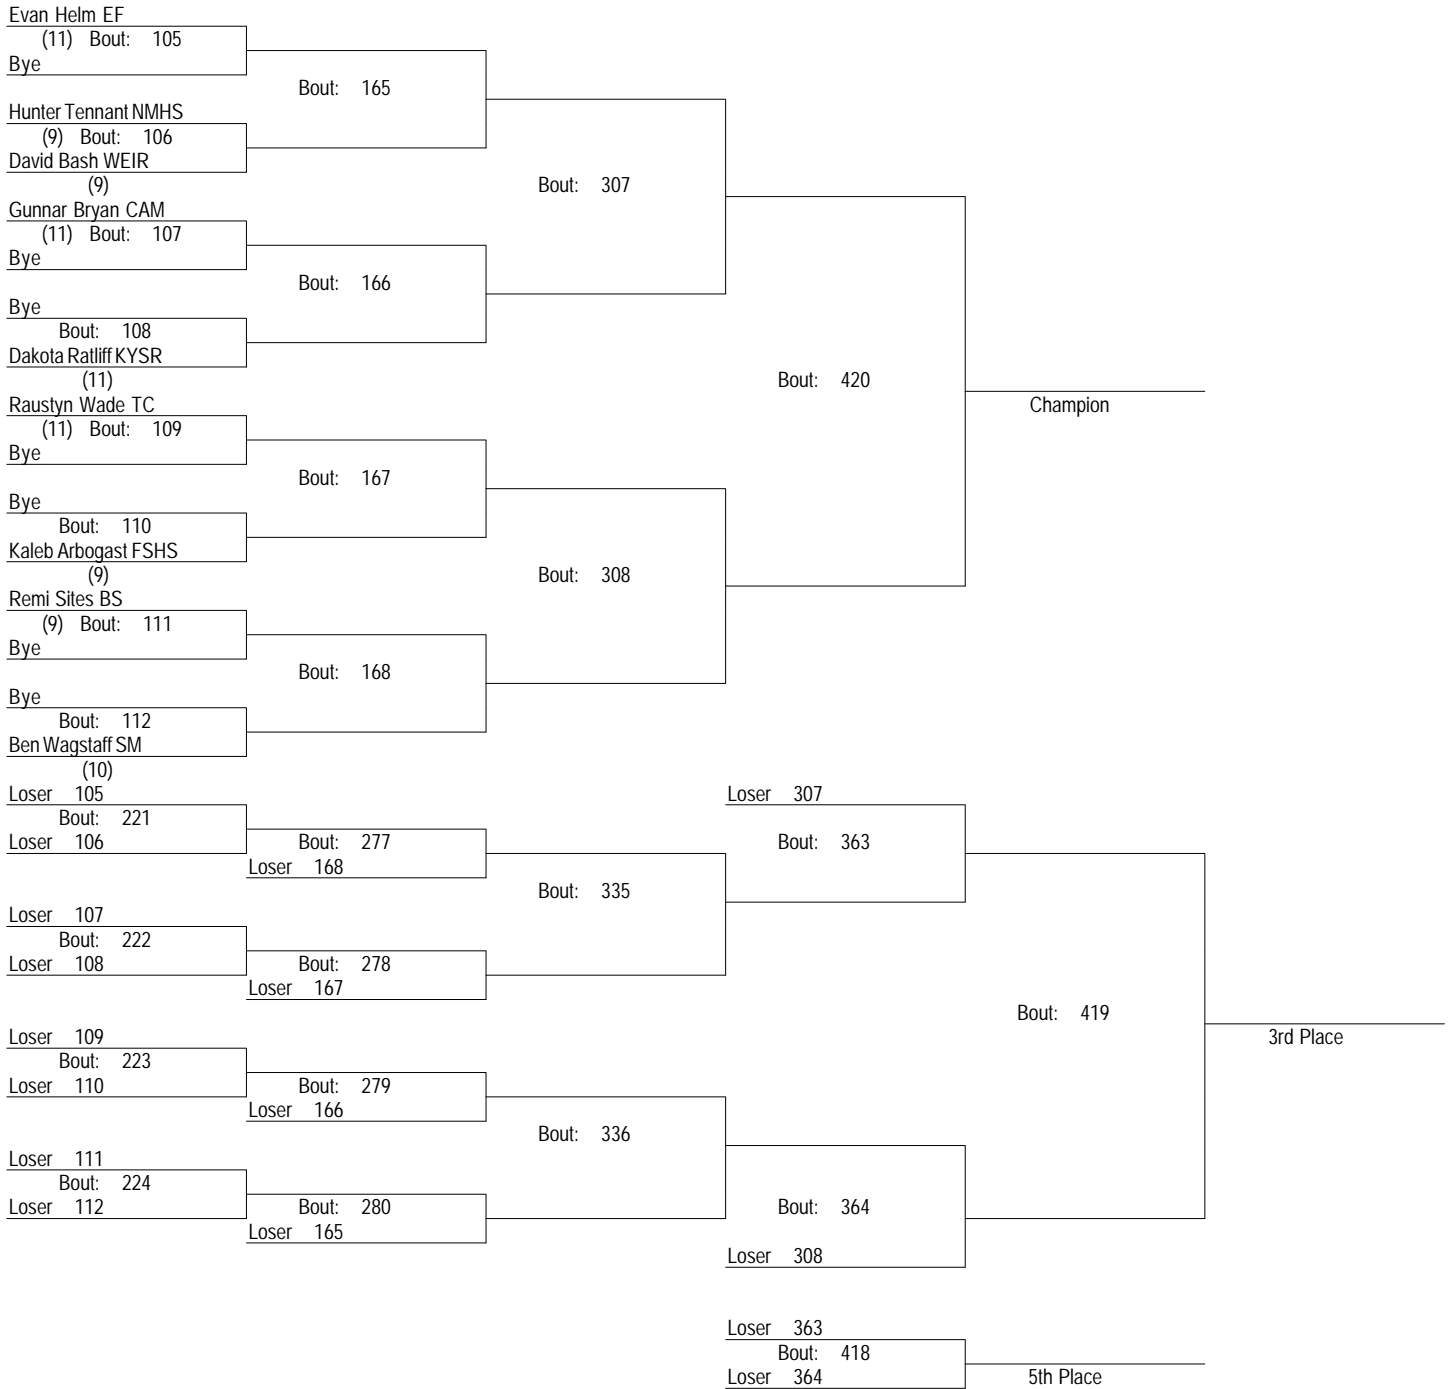 Evan Helm EF
(11) Bout: 105
Bye
Bout: 165
Hunter Tennant NMHS
(9) Bout: 106
David Bash WEIR
(9)
Bout: 307
Gunnar Bryan CAM
(11) Bout: 107
Bye
Bout: 166
Bye
Bout: 108
Dakota Ratliff KYSR
(11)
Bout: 420
Champion
Raustyn Wade TC
(11) Bout: 109
Bye
Bout: 167
Bye
Bout: 110
Kaleb Arbogast FSHS
(9)
Bout: 308
Remi Sites BS
(9) Bout: 111
Bye
Bout: 168
Bye
Bout: 112
Ben Wagstaff SM
(10)
Loser 105
Bout: 221
Loser 106
Bout: 277
Loser 168
Loser 307
Bout: 363
Bout: 335
Loser 107
Bout: 222
Loser 108
Bout: 278
Loser 167
Bout: 419
3rd Place
Loser 109
Bout: 223
Loser 110
Bout: 279
Loser 166
Bout: 336
Loser 111
Bout: 224
Loser 112
Bout: 280
Loser 165
Bout: 364
Loser 308
Loser 363
Bout: 418
Loser 364
5th Place